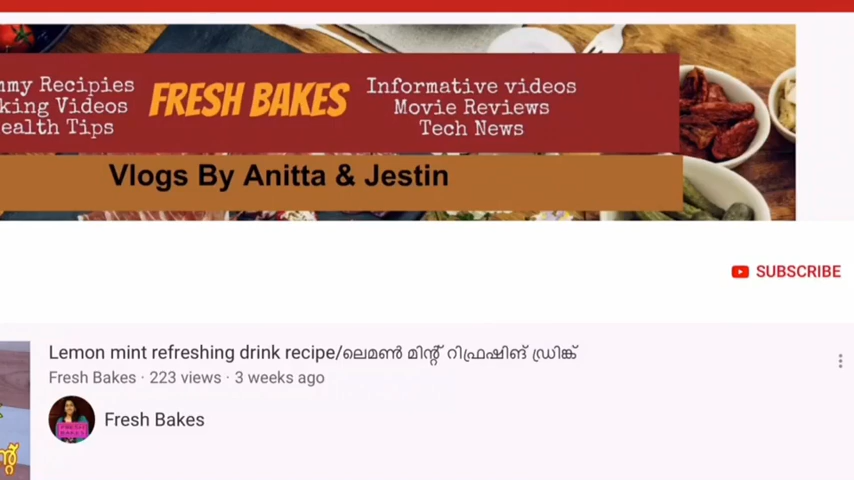 mmy Recipies
king Videos
ealth Tips
FRESH BAKES
Informative videos
Movie Reviews
Tech News
Vlogs By Anitta & Jestin
SUBSCRIBE
Lemon mint refreshing drink recipe/ലെമൺ മിന്റ് റിഫ്രഷിങ് ഡ്രിങ്ക്
Fresh Bakes · 223 views · 3 weeks ago
Fresh Bakes